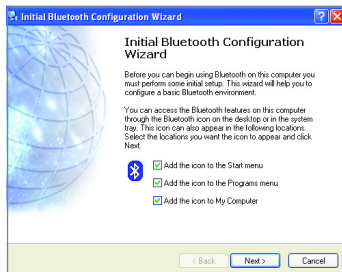 Initial Bluetooth Configuration Wizard
Initial Bluetooth Configuration
Wizard
Before you can begin using Bluetooth on this computer you
must perform some initial setup. This wizard will help you to
configure a basic Bluetooth environment.
You can access the Bluetooth features on this computer
through the Bluetooth icon on the desktop or in the system
tray. This icon can also appear in the following locations.
Select the locations you want the icon to appear and click
Next.
Add the icon to the Start menu
Add the icon to the Programs menu
Add the icon to My Computer
< Back
Next >
Cancel